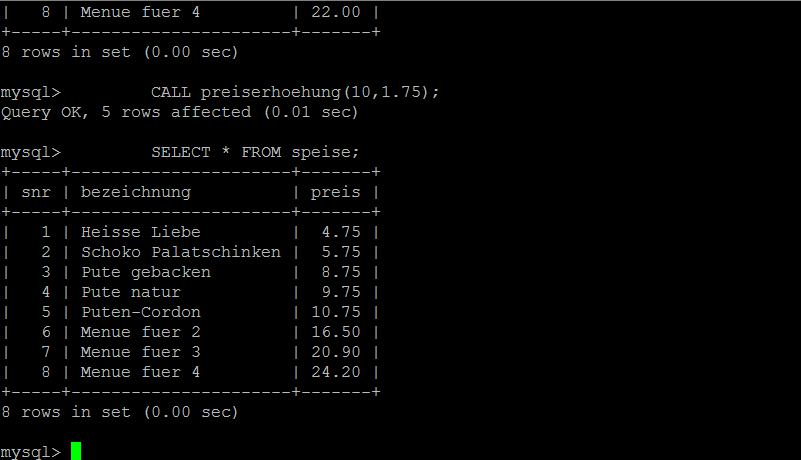 |   8 | Menue fuer 4         | 22.00 |
+-----+----------------------+-------+
8 rows in set (0.00 sec)
mysql>         CALL preiserhoehung(10,1.75);
Query OK, 5 rows affected (0.01 sec)
mysql>         SELECT * FROM speise;
+-----+----------------------+-------+
| snr | bezeichnung          | preis |
+-----+----------------------+-------+
|   1 | Heisse Liebe         |  4.75 |
|   2 | Schoko Palatschinken |  5.75 |
|   3 | Pute gebacken        |  8.75 |
|   4 | Pute natur           |  9.75 |
|   5 | Puten-Cordon         | 10.75 |
|   6 | Menue fuer 2         | 16.50 |
|   7 | Menue fuer 3         | 20.90 |
|   8 | Menue fuer 4         | 24.20 |
+-----+----------------------+-------+
8 rows in set (0.00 sec)
mysql>